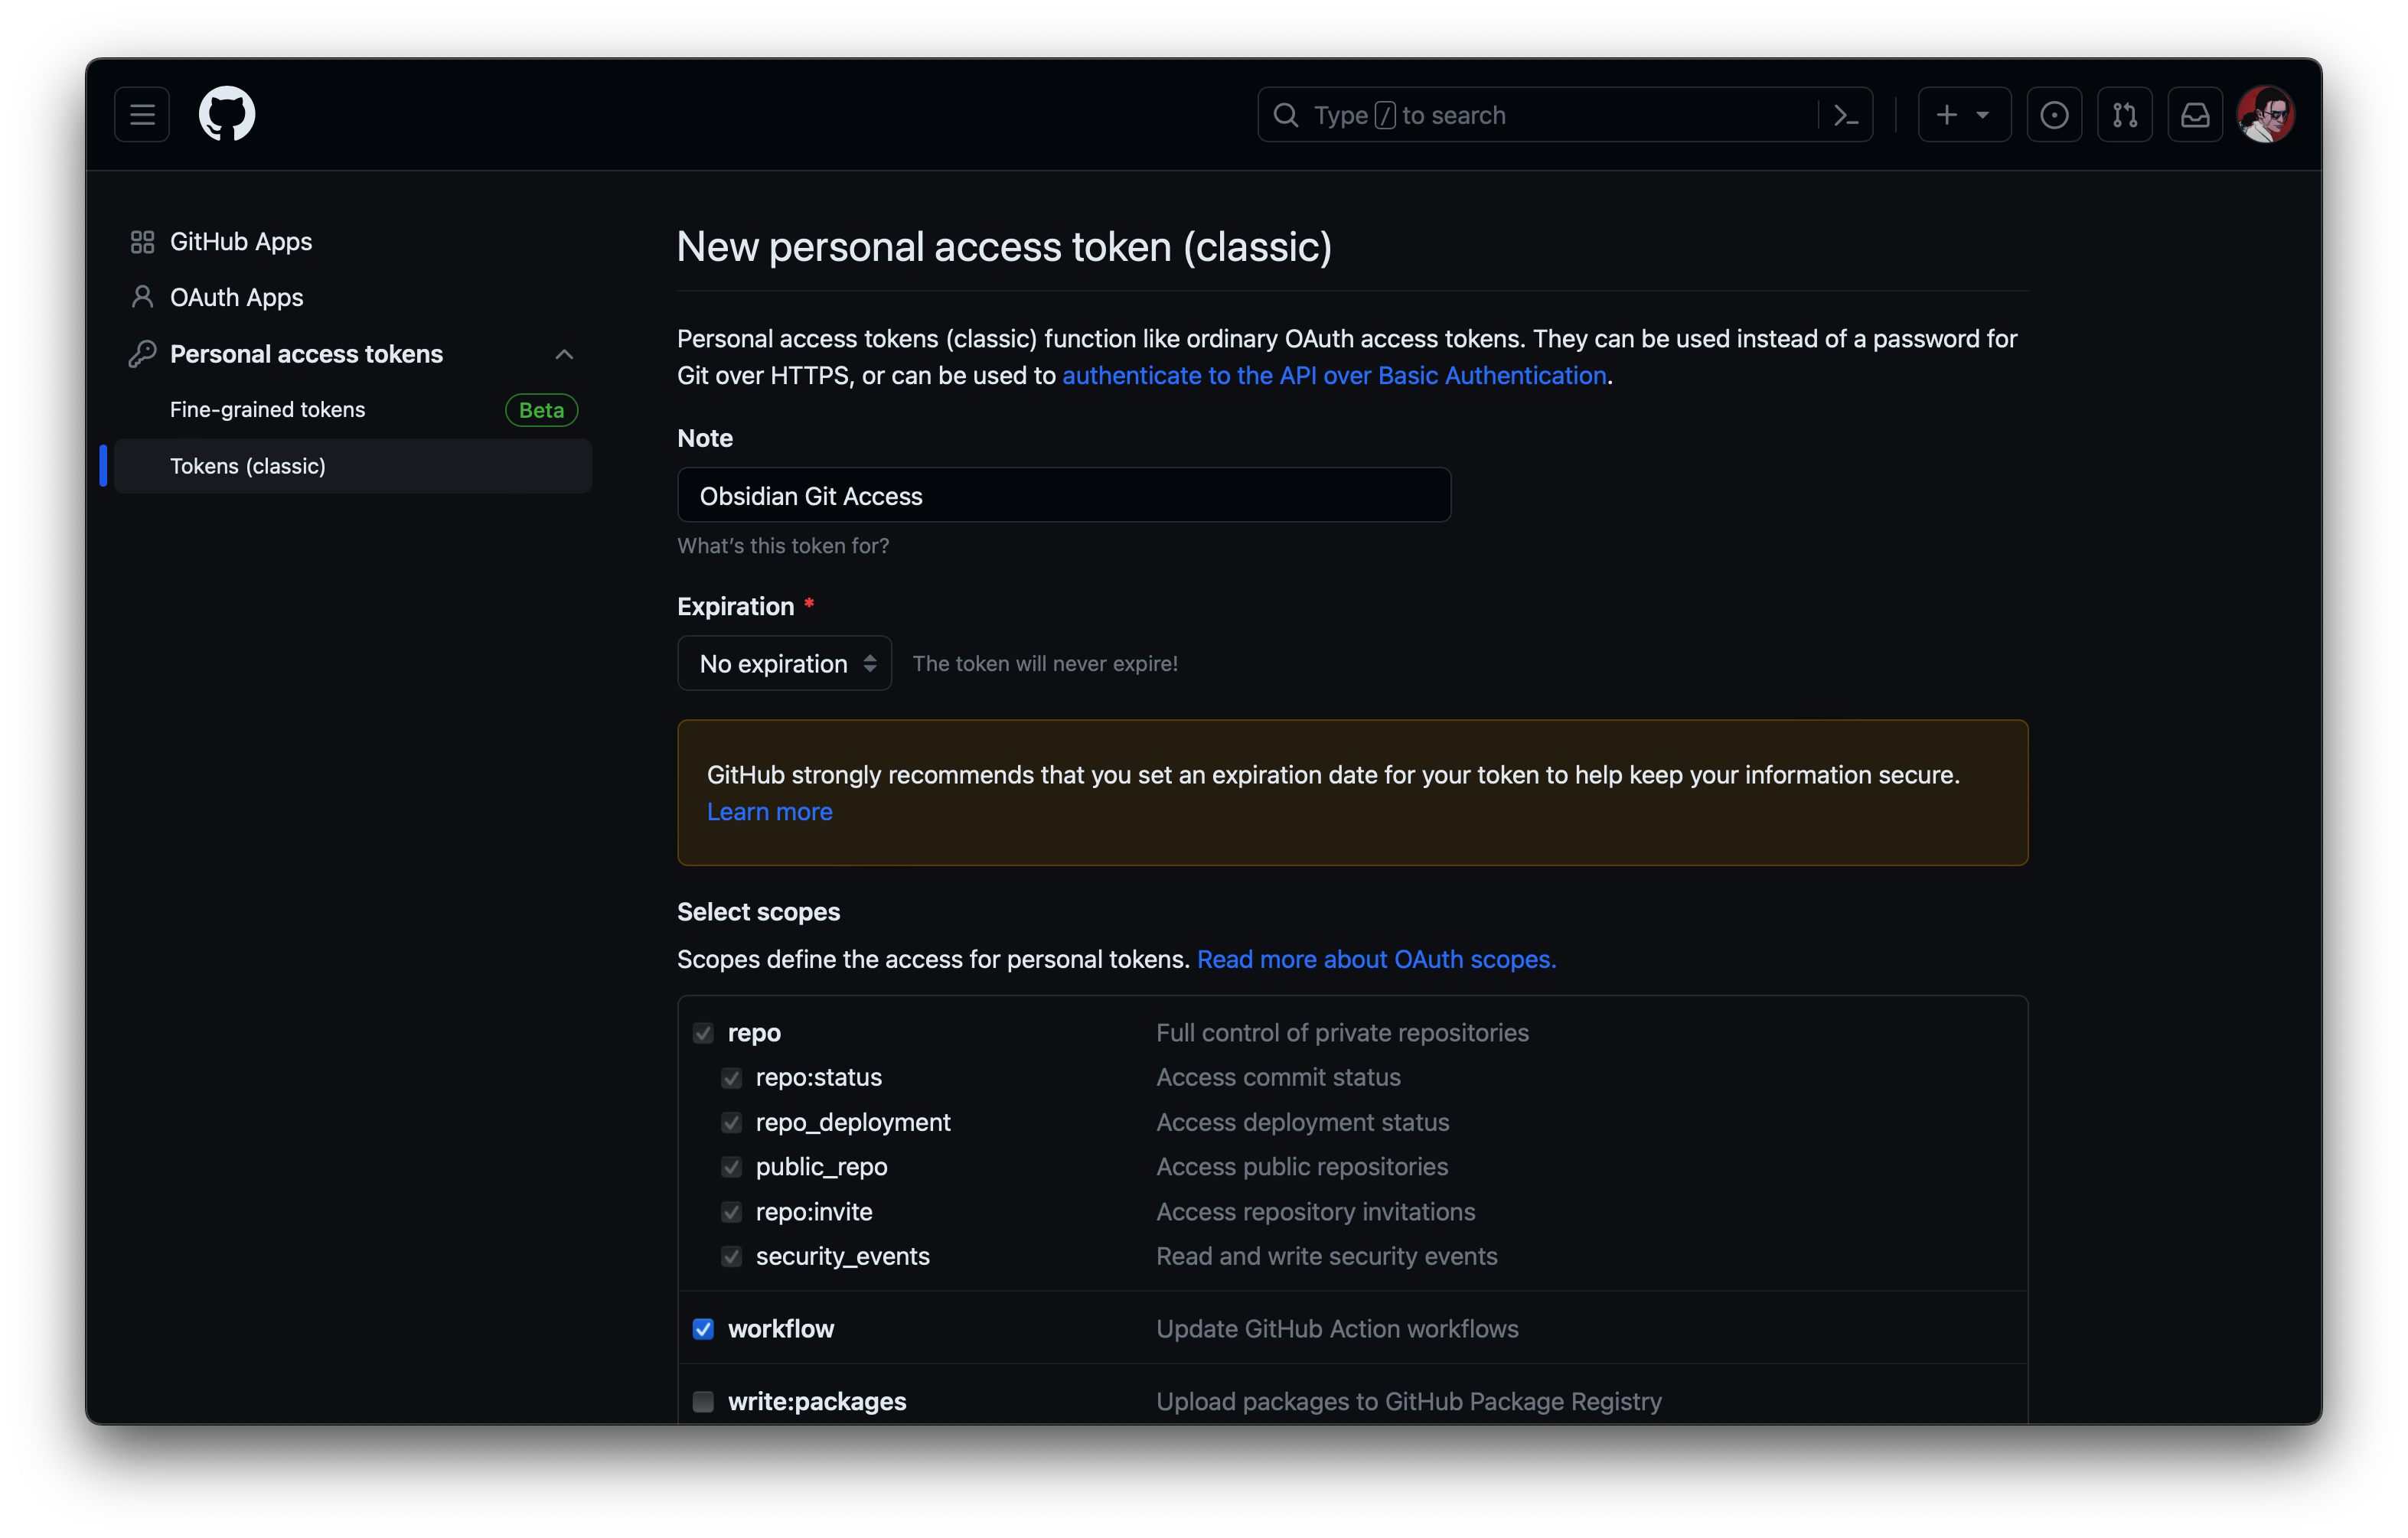 Type / to search
GitHub Apps
OAuth Apps
Personal access tokens
Fine-grained tokens Beta
Tokens (classic)
New personal access token (classic)
Personal access tokens (classic) function like ordinary OAuth access tokens. They can be used instead of a password for
Git over HTTPS, or can be used to authenticate to the API over Basic Authentication.
Note
Obsidian Git Access
What's this token for?
Expiration *
No expiration The token will never expire!
GitHub strongly recommends that you set an expiration date for your token to help keep your information secure.
Learn more
Select scopes
Scopes define the access for personal tokens. Read more about OAuth scopes.
repo Full control of private repositories
repo:status Access commit status
repo_deployment Access deployment status
public_repo Access public repositories
repo:invite Access repository invitations
security_events Read and write security events
workflow Update GitHub Action workflows
write:packages Upload packages to GitHub Package Registry